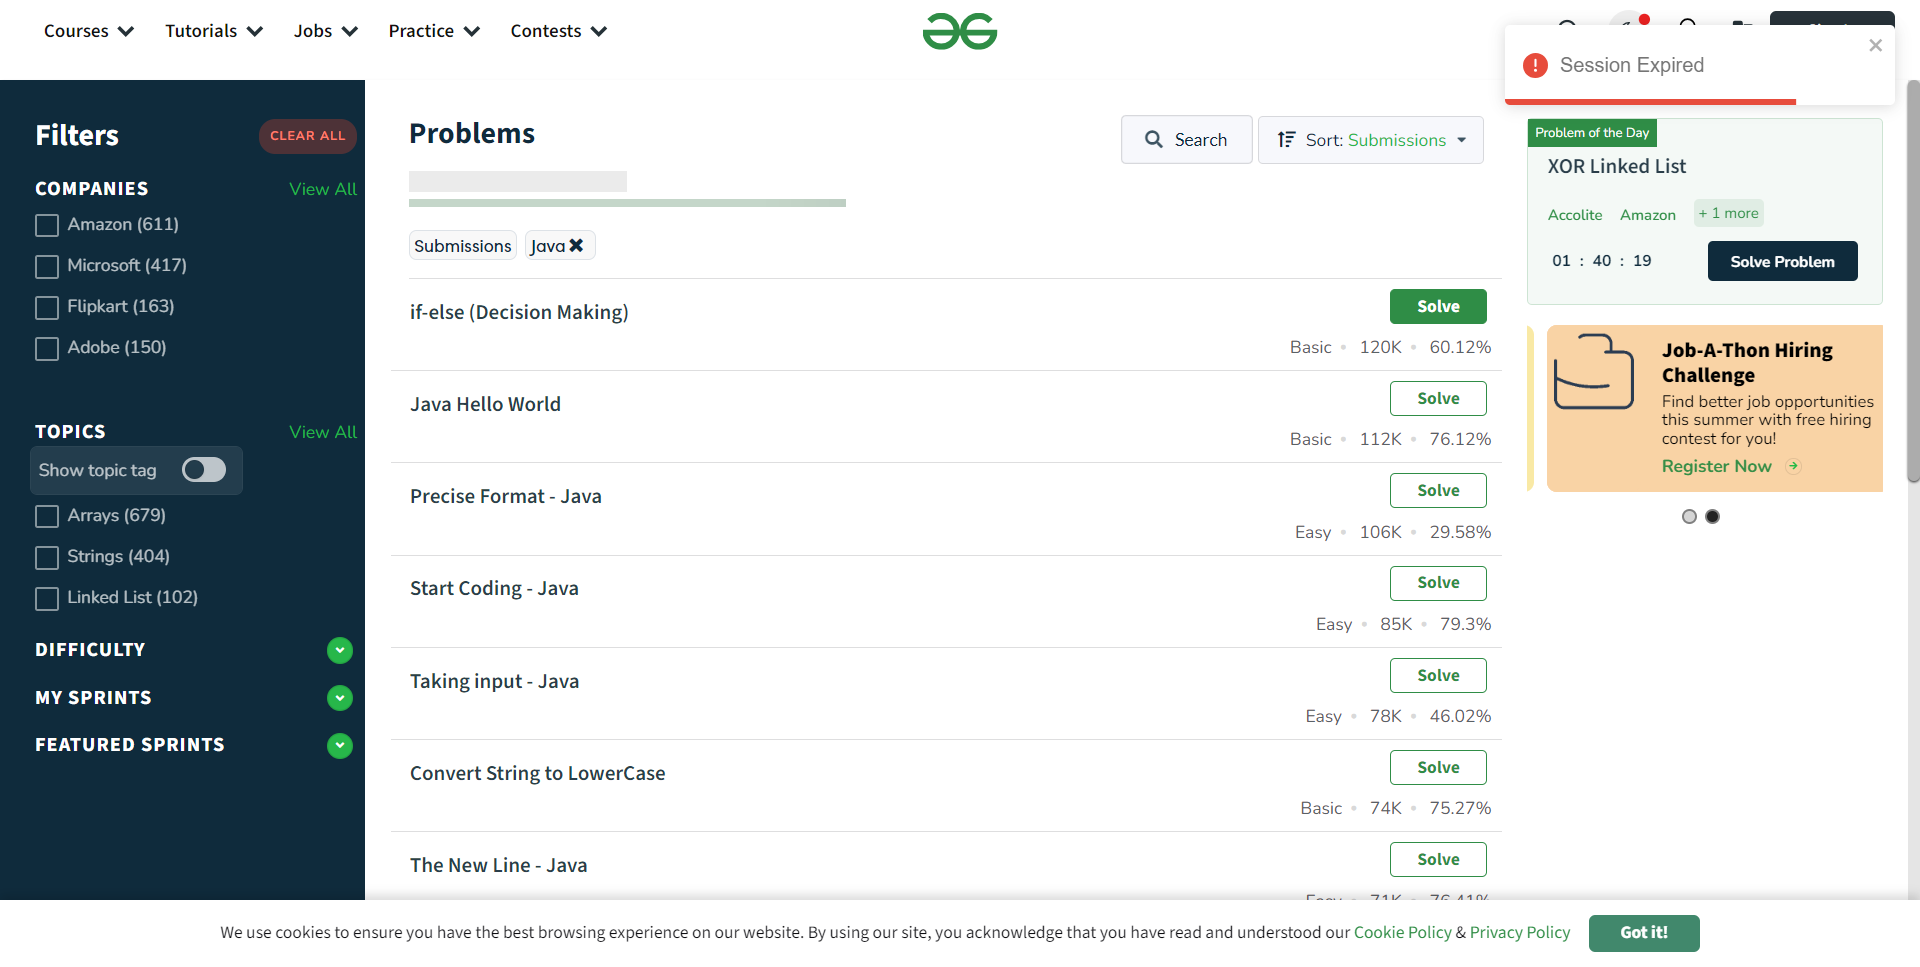 Courses
Tutorials
Jobs
Practice
Contests
Session Expired
Filters
CLEAR ALL
COMPANIES
View All
Amazon (611)
Microsoft (417)
Flipkart (163)
Adobe (150)
TOPICS
View All
Show topic tag
Arrays (679)
Strings (404)
Linked List (102)
DIFFICULTY
MY SPRINTS
FEATURED SPRINTS
Problems
Search
Sort: Submissions
Submissions
Java
if-else (Decision Making)
Solve
Basic • 120K • 60.12%
Java Hello World
Solve
Basic • 112K • 76.12%
Precise Format - Java
Solve
Easy • 106K • 29.58%
Start Coding - Java
Solve
Easy • 85K • 79.3%
Taking input - Java
Solve
Easy • 78K • 46.02%
Convert String to LowerCase
Solve
Basic • 74K • 75.27%
The New Line - Java
Solve
Easy • 71K • 76.41%
Problem of the Day
XOR Linked List
Accolite Amazon + 1 more
01 : 40 : 19
Solve Problem
Job-A-Thon Hiring
Challenge
Find better job opportunities
this summer with free hiring
contest for you!
Register Now
We use cookies to ensure you have the best browsing experience on our website. By using our site, you acknowledge that you have read and understood our Cookie Policy & Privacy Policy
Got it!